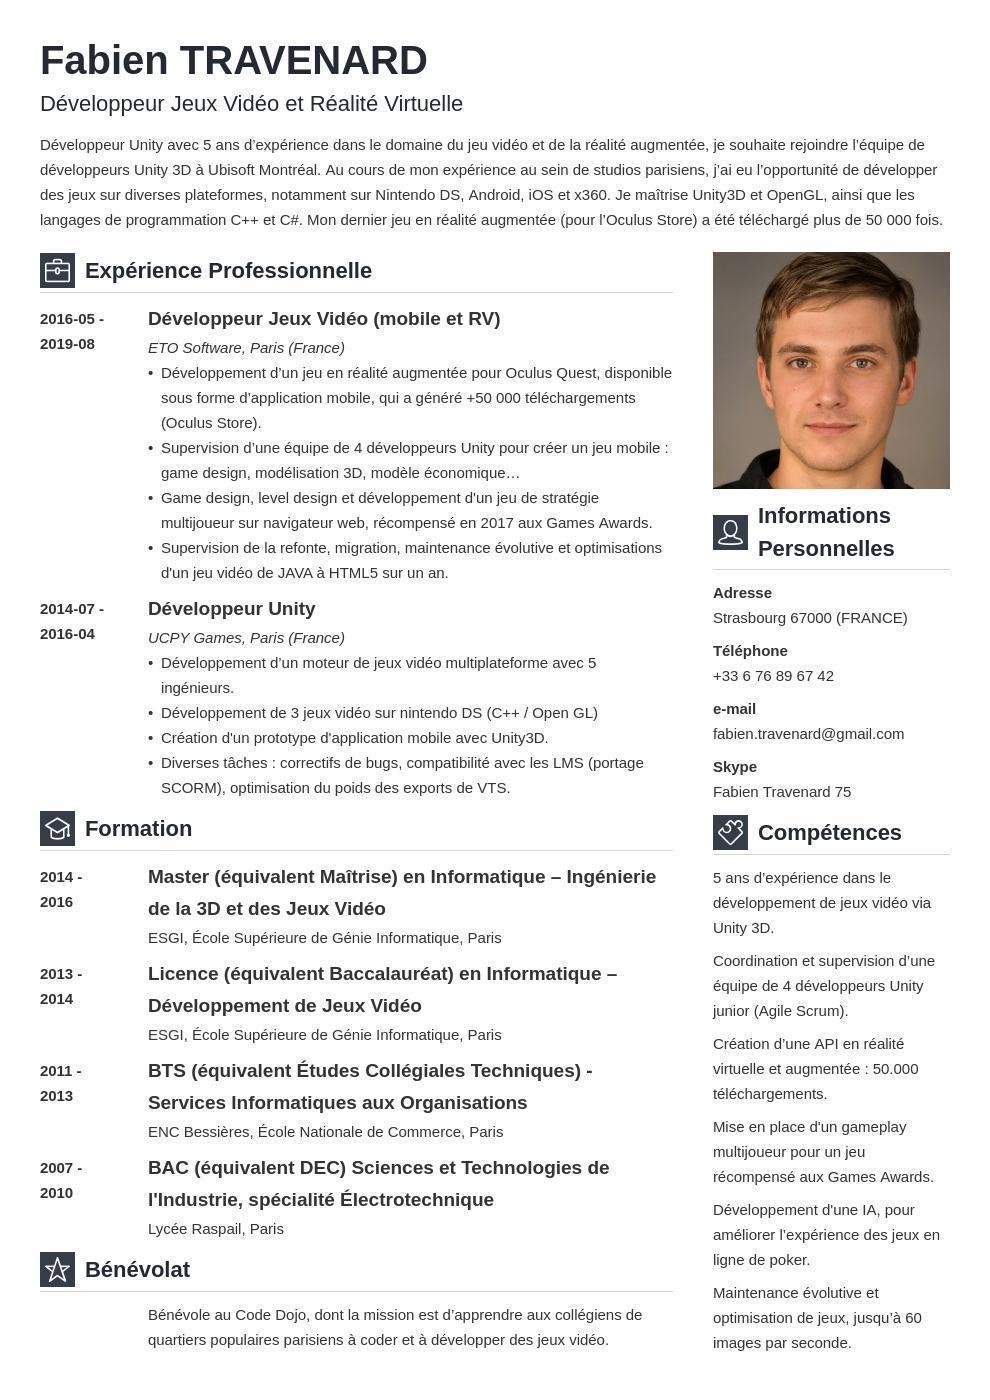 Fabien TRAVENARD
Développeur Jeux Vidéo et Réalité Virtuelle
Développeur Unity avec 5 ans d’expérience dans le domaine du jeu vidéo et de la réalité augmentée, je souhaite rejoindre l’équipe de
développeurs Unity 3D à Ubisoft Montréal. Au cours de mon expérience au sein de studios parisiens, j’ai eu l’opportunité de développer
des jeux sur diverses plateformes, notamment sur Nintendo DS, Android, iOS et x360. Je maîtrise Unity3D et OpenGL, ainsi que les
langages de programmation C++ et C#. Mon dernier jeu en réalité augmentée (pour l’Oculus Store) a été téléchargé plus de 50 000 fois.
Expérience Professionnelle
2016-05 -
2019-08
Développeur Jeux Vidéo (mobile et RV)
ETO Software, Paris (France)
• Développement d’un jeu en réalité augmentée pour Oculus Quest, disponible
sous forme d’application mobile, qui a généré +50 000 téléchargements
(Oculus Store).
• Supervision d’une équipe de 4 développeurs Unity pour créer un jeu mobile :
game design, modélisation 3D, modèle économique…
• Game design, level design et développement d'un jeu de stratégie
multijoueur sur navigateur web, récompensé en 2017 aux Games Awards.
• Supervision de la refonte, migration, maintenance évolutive et optimisations
d'un jeu vidéo de JAVA à HTML5 sur un an.
2014-07 -
2016-04
Développeur Unity
UCPY Games, Paris (France)
• Développement d’un moteur de jeux vidéo multiplateforme avec 5
ingénieurs.
• Développement de 3 jeux vidéo sur nintendo DS (C++ / Open GL)
• Création d'un prototype d'application mobile avec Unity3D.
• Diverses tâches : correctifs de bugs, compatibilité avec les LMS (portage
SCORM), optimisation du poids des exports de VTS.
Formation
2014 -
2016
Master (équivalent Maîtrise) en Informatique – Ingénierie
de la 3D et des Jeux Vidéo
ESGI, École Supérieure de Génie Informatique, Paris
2013 -
2014
Licence (équivalent Baccalauréat) en Informatique –
Développement de Jeux Vidéo
ESGI, École Supérieure de Génie Informatique, Paris
2011 -
2013
BTS (équivalent Études Collégiales Techniques) -
Services Informatiques aux Organisations
ENC Bessières, École Nationale de Commerce, Paris
2007 -
2010
BAC (équivalent DEC) Sciences et Technologies de
l'Industrie, spécialité Électrotechnique
Lycée Raspail, Paris
Bénévolat
Bénévole au Code Dojo, dont la mission est d’apprendre aux collégiens de
quartiers populaires parisiens à coder et à développer des jeux vidéo.
Informations
Personnelles
Adresse
Strasbourg 67000 (FRANCE)
Téléphone
+33 6 76 89 67 42
e-mail
fabien.travenard@gmail.com
Skype
Fabien Travenard 75
Compétences
5 ans d’expérience dans le
développement de jeux vidéo via
Unity 3D.
Coordination et supervision d’une
équipe de 4 développeurs Unity
junior (Agile Scrum).
Création d’une API en réalité
virtuelle et augmentée : 50.000
téléchargements.
Mise en place d'un gameplay
multijoueur pour un jeu
récompensé aux Games Awards.
Développement d'une IA, pour
améliorer l’expérience des jeux en
ligne de poker.
Maintenance évolutive et
optimisation de jeux, jusqu’à 60
images par seconde.